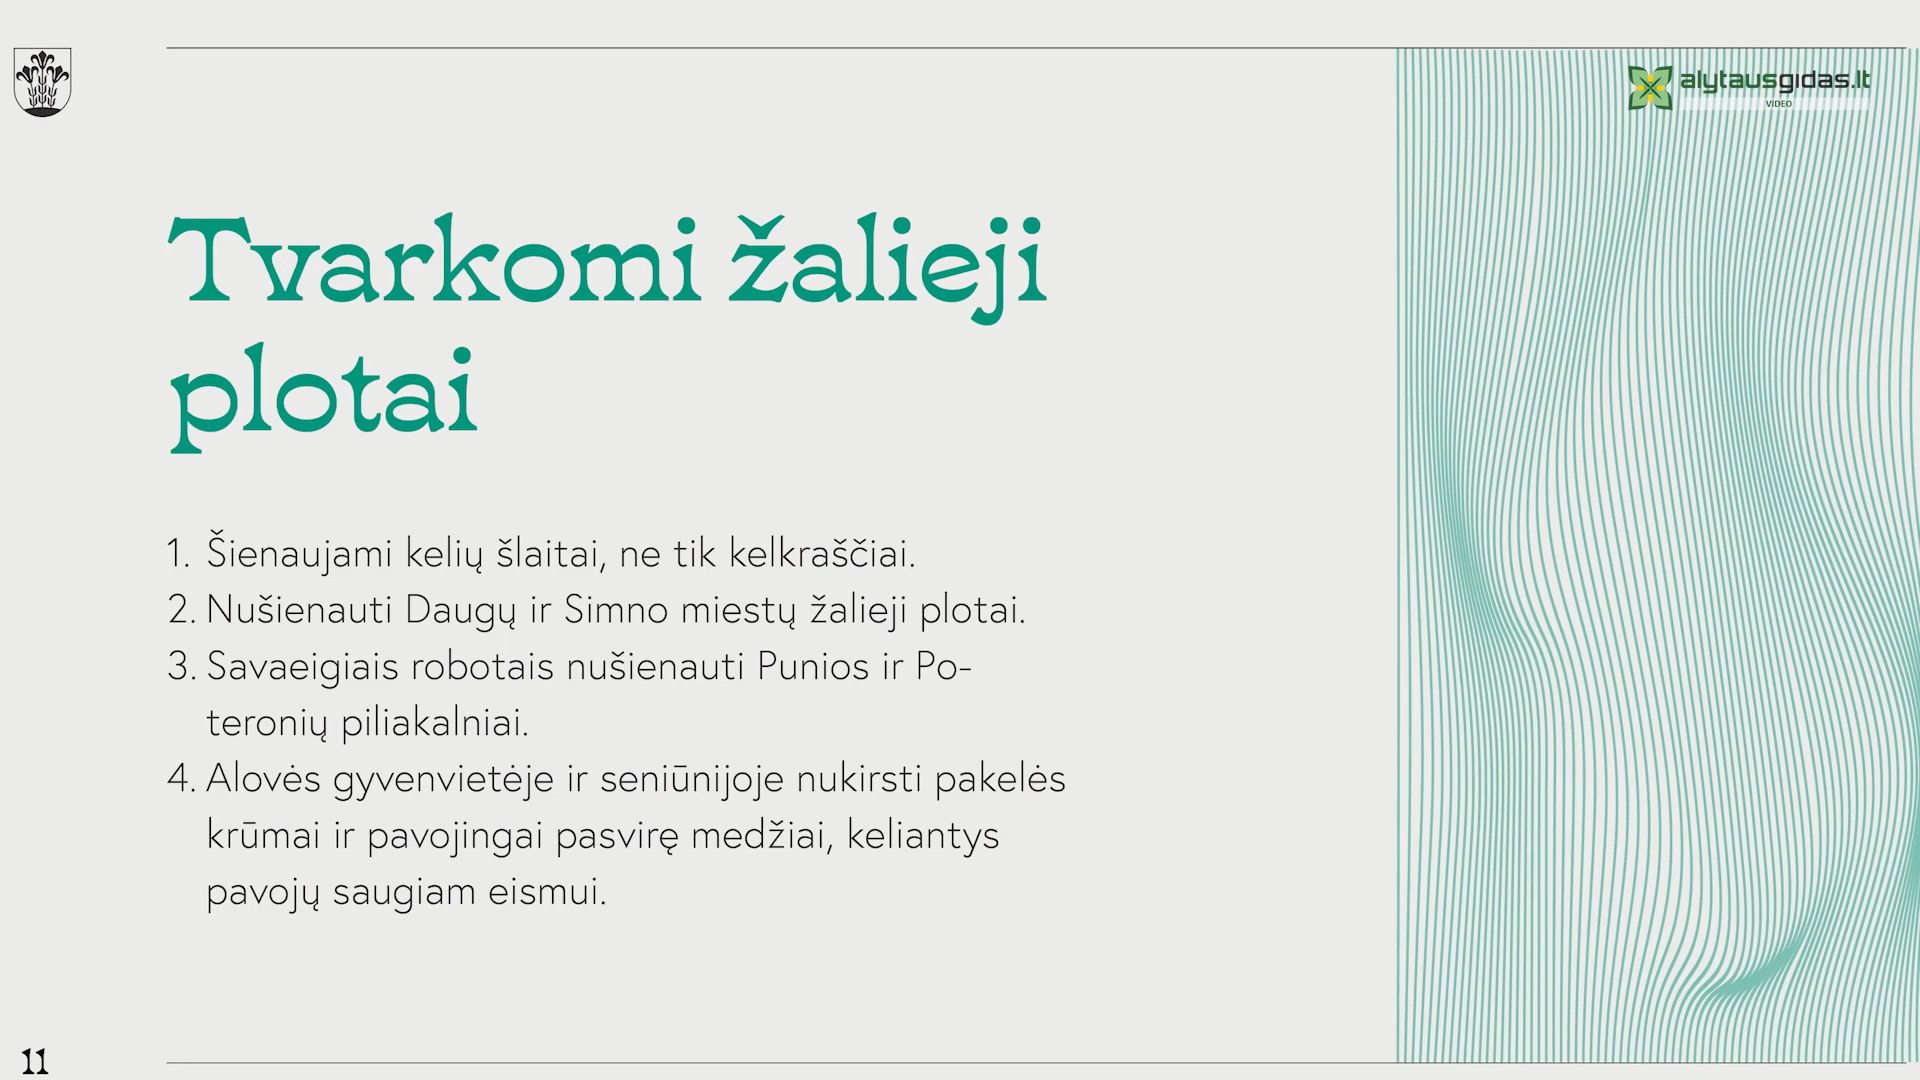 alytausgidas.lt
VIDEO
Tvarkomi žalieji
plotai
1. Šienaujami kelių šlaitai, ne tik kelkraščiai.
2. Nušienauti Daugų ir Simno miestų žalieji plotai.
3. Savaeigiais robotais nušienauti Punios ir Po-
teronių piliakalniai.
4. Alovės gyvenvietėje ir seniūnijoje nukirsti pakelės
krūmai ir pavojingai pasvirę medžiai, keliantys
pavojų saugiam eismui.
11